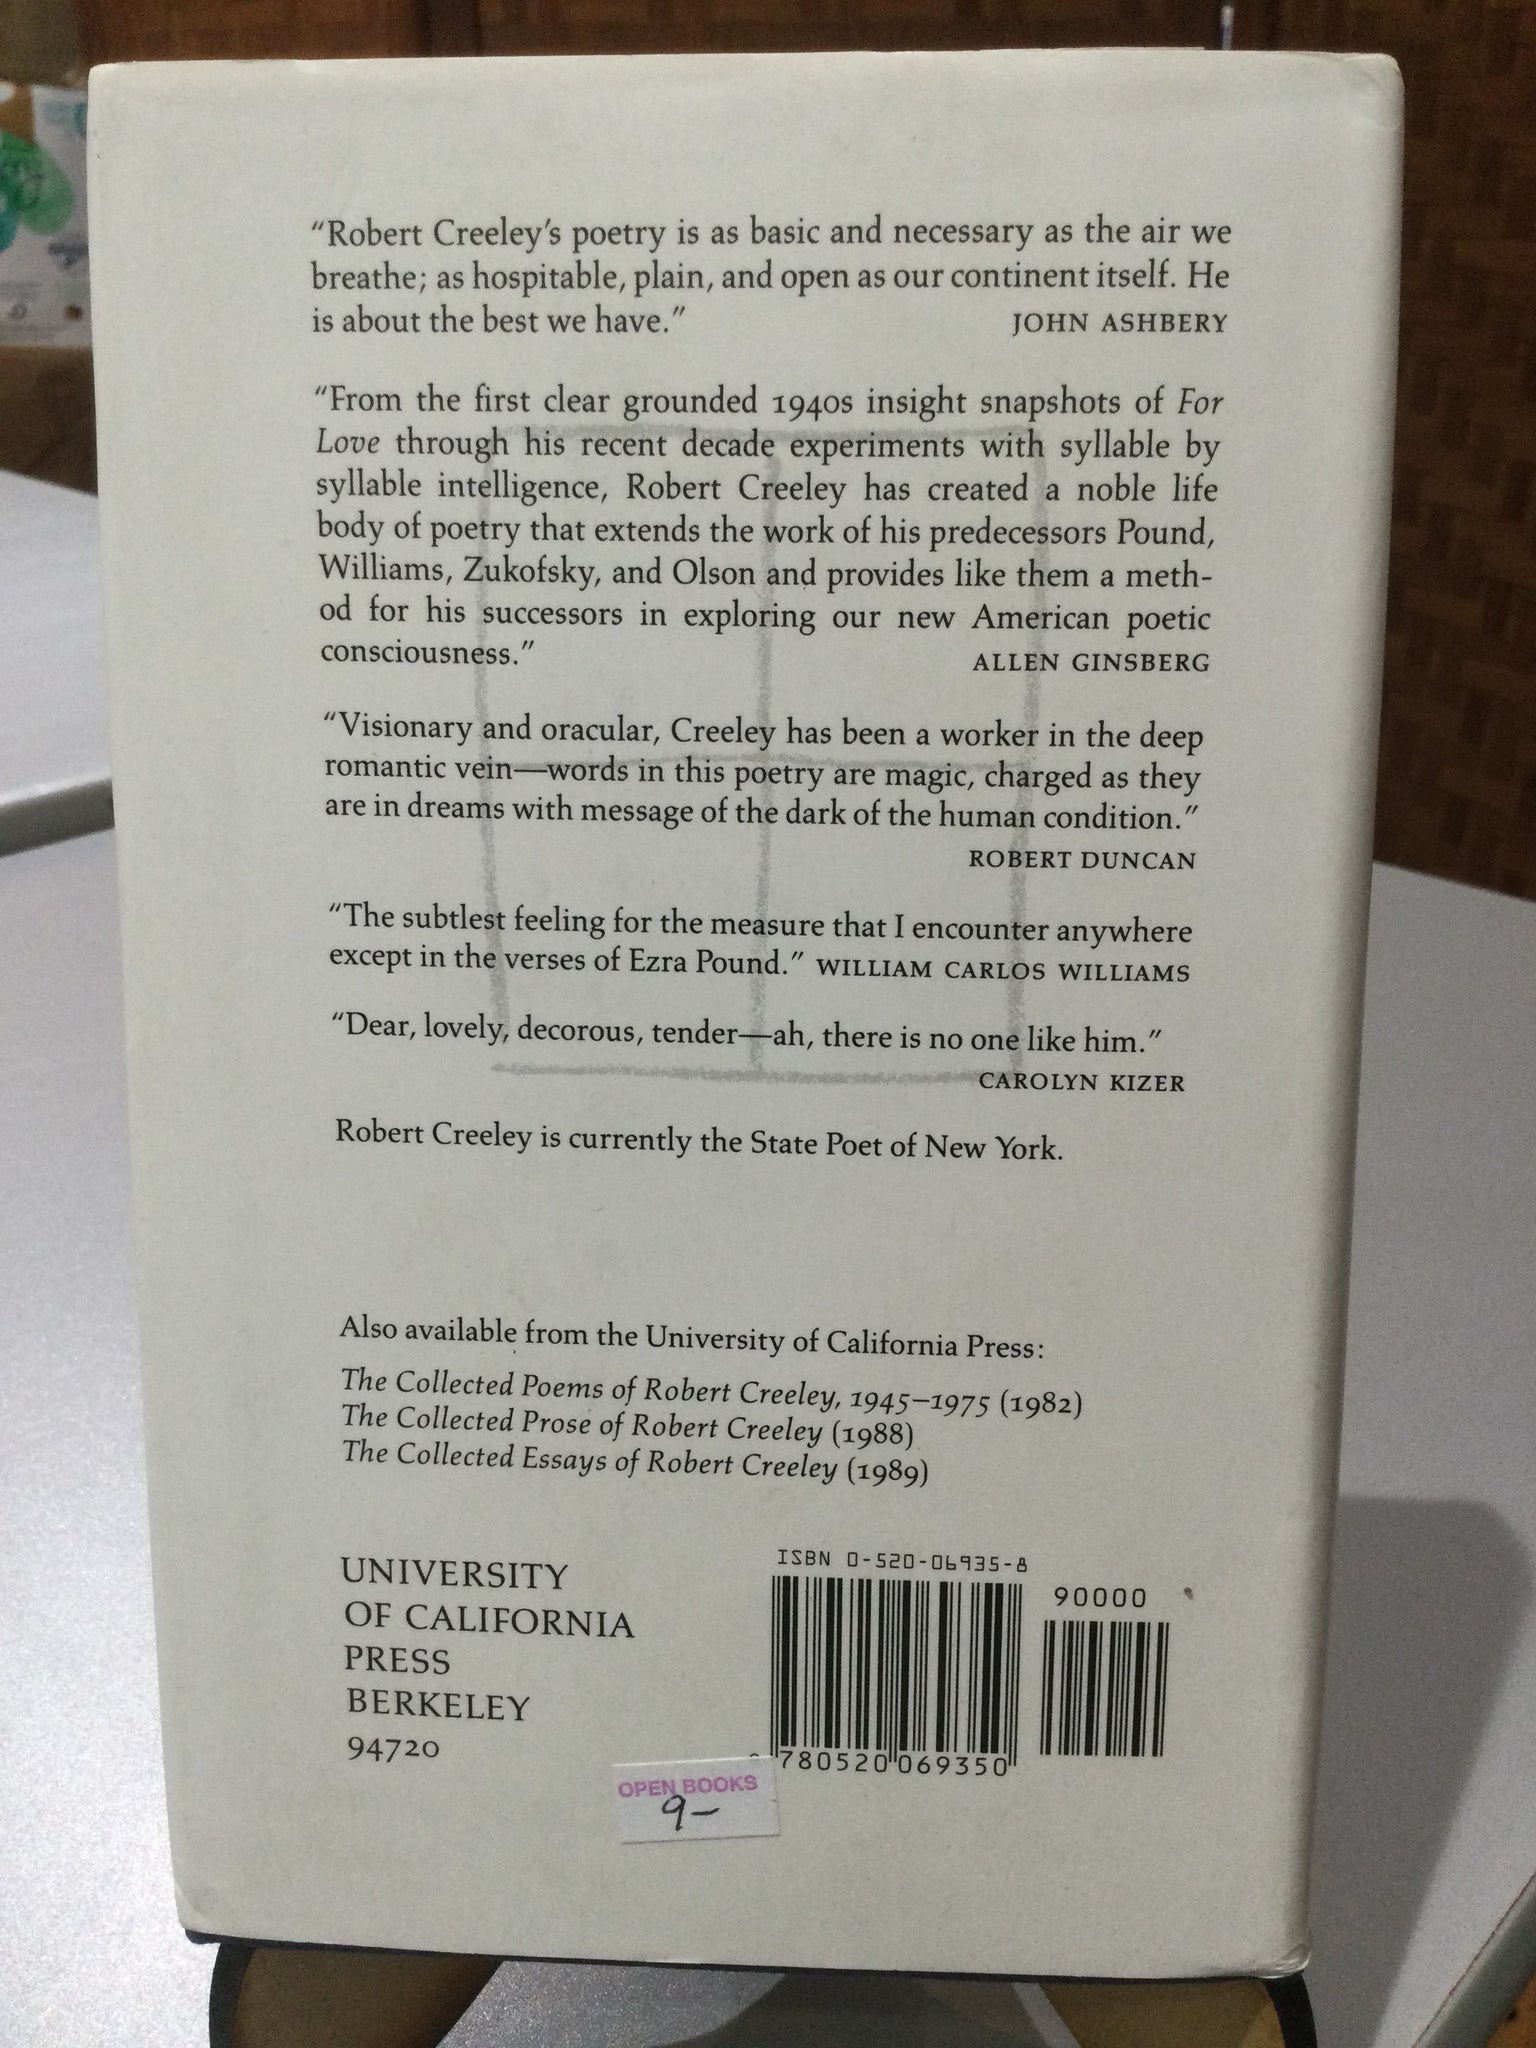 “Robert Creeley’s poetry is as basic and necessary as the air we
breathe; as hospitable, plain, and open as our continent itself. He
is about the best we have.” JOHN ASHBERY
“From the first clear grounded 1940s insight snapshots of For
Love through his recent decade experiments with syllable by
syllable intelligence, Robert Creeley has created a noble life
body of poetry that extends the work of his predecessors Pound,
Williams, Zukofsky, and Olson and provides like them a meth-
od for his successors in exploring our new American poetic
consciousness.” ALLEN GINSBERG
“Visionary and oracular, Creeley has been a worker in the deep
romantic vein—words in this poetry are magic, charged as they
are in dreams with message of the dark of the human condition.”
ROBERT DUNCAN
“The subtlest feeling for the measure that I encounter anywhere
except in the verses of Ezra Pound.” WILLIAM CARLOS WILLIAMS
“Dear, lovely, decorous, tender—ah, there is no one like him.”
CAROLYN KIZER
Robert Creeley is currently the State Poet of New York.
Also available from the University of California Press:
The Collected Poems of Robert Creeley, 1945–1975 (1982)
The Collected Prose of Robert Creeley (1988)
The Collected Essays of Robert Creeley (1989)
UNIVERSITY
OF CALIFORNIA
PRESS
BERKELEY
94720
ISBN 0-520-06935-8
90000
780520 069350
OPEN BOOKS
9–